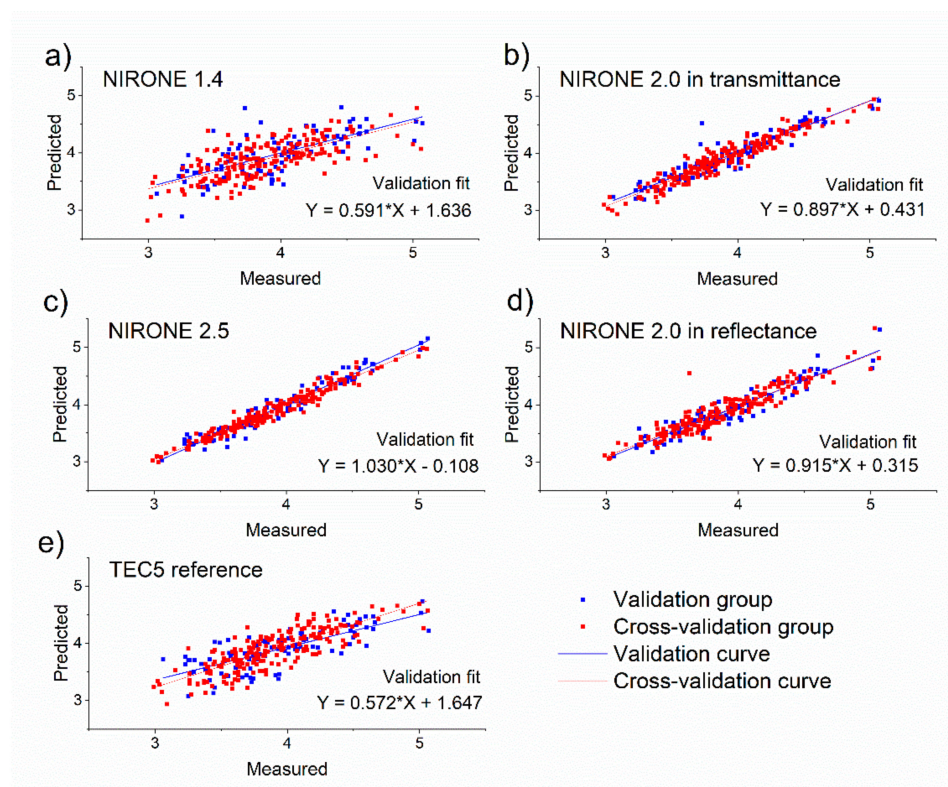 a)
NIRONE 1.4
5
4
3
Predicted
Validation fit
Y = 0.591*X + 1.636
3
4
5
Measured
b)
NIRONE 2.0 in transmittance
5
4
3
Predicted
Validation fit
Y = 0.897*X + 0.431
3
4
5
Measured
c)
NIRONE 2.5
5
4
3
Predicted
Validation fit
Y = 1.030*X - 0.108
3
4
5
Measured
d)
NIRONE 2.0 in reflectance
5
4
3
Predicted
Validation fit
Y = 0.915*X + 0.315
3
4
5
Measured
e)
TEC5 reference
5
4
3
Predicted
Validation fit
Y = 0.572*X + 1.647
3
4
5
Measured
Validation group
Cross-validation group
Validation curve
Cross-validation curve